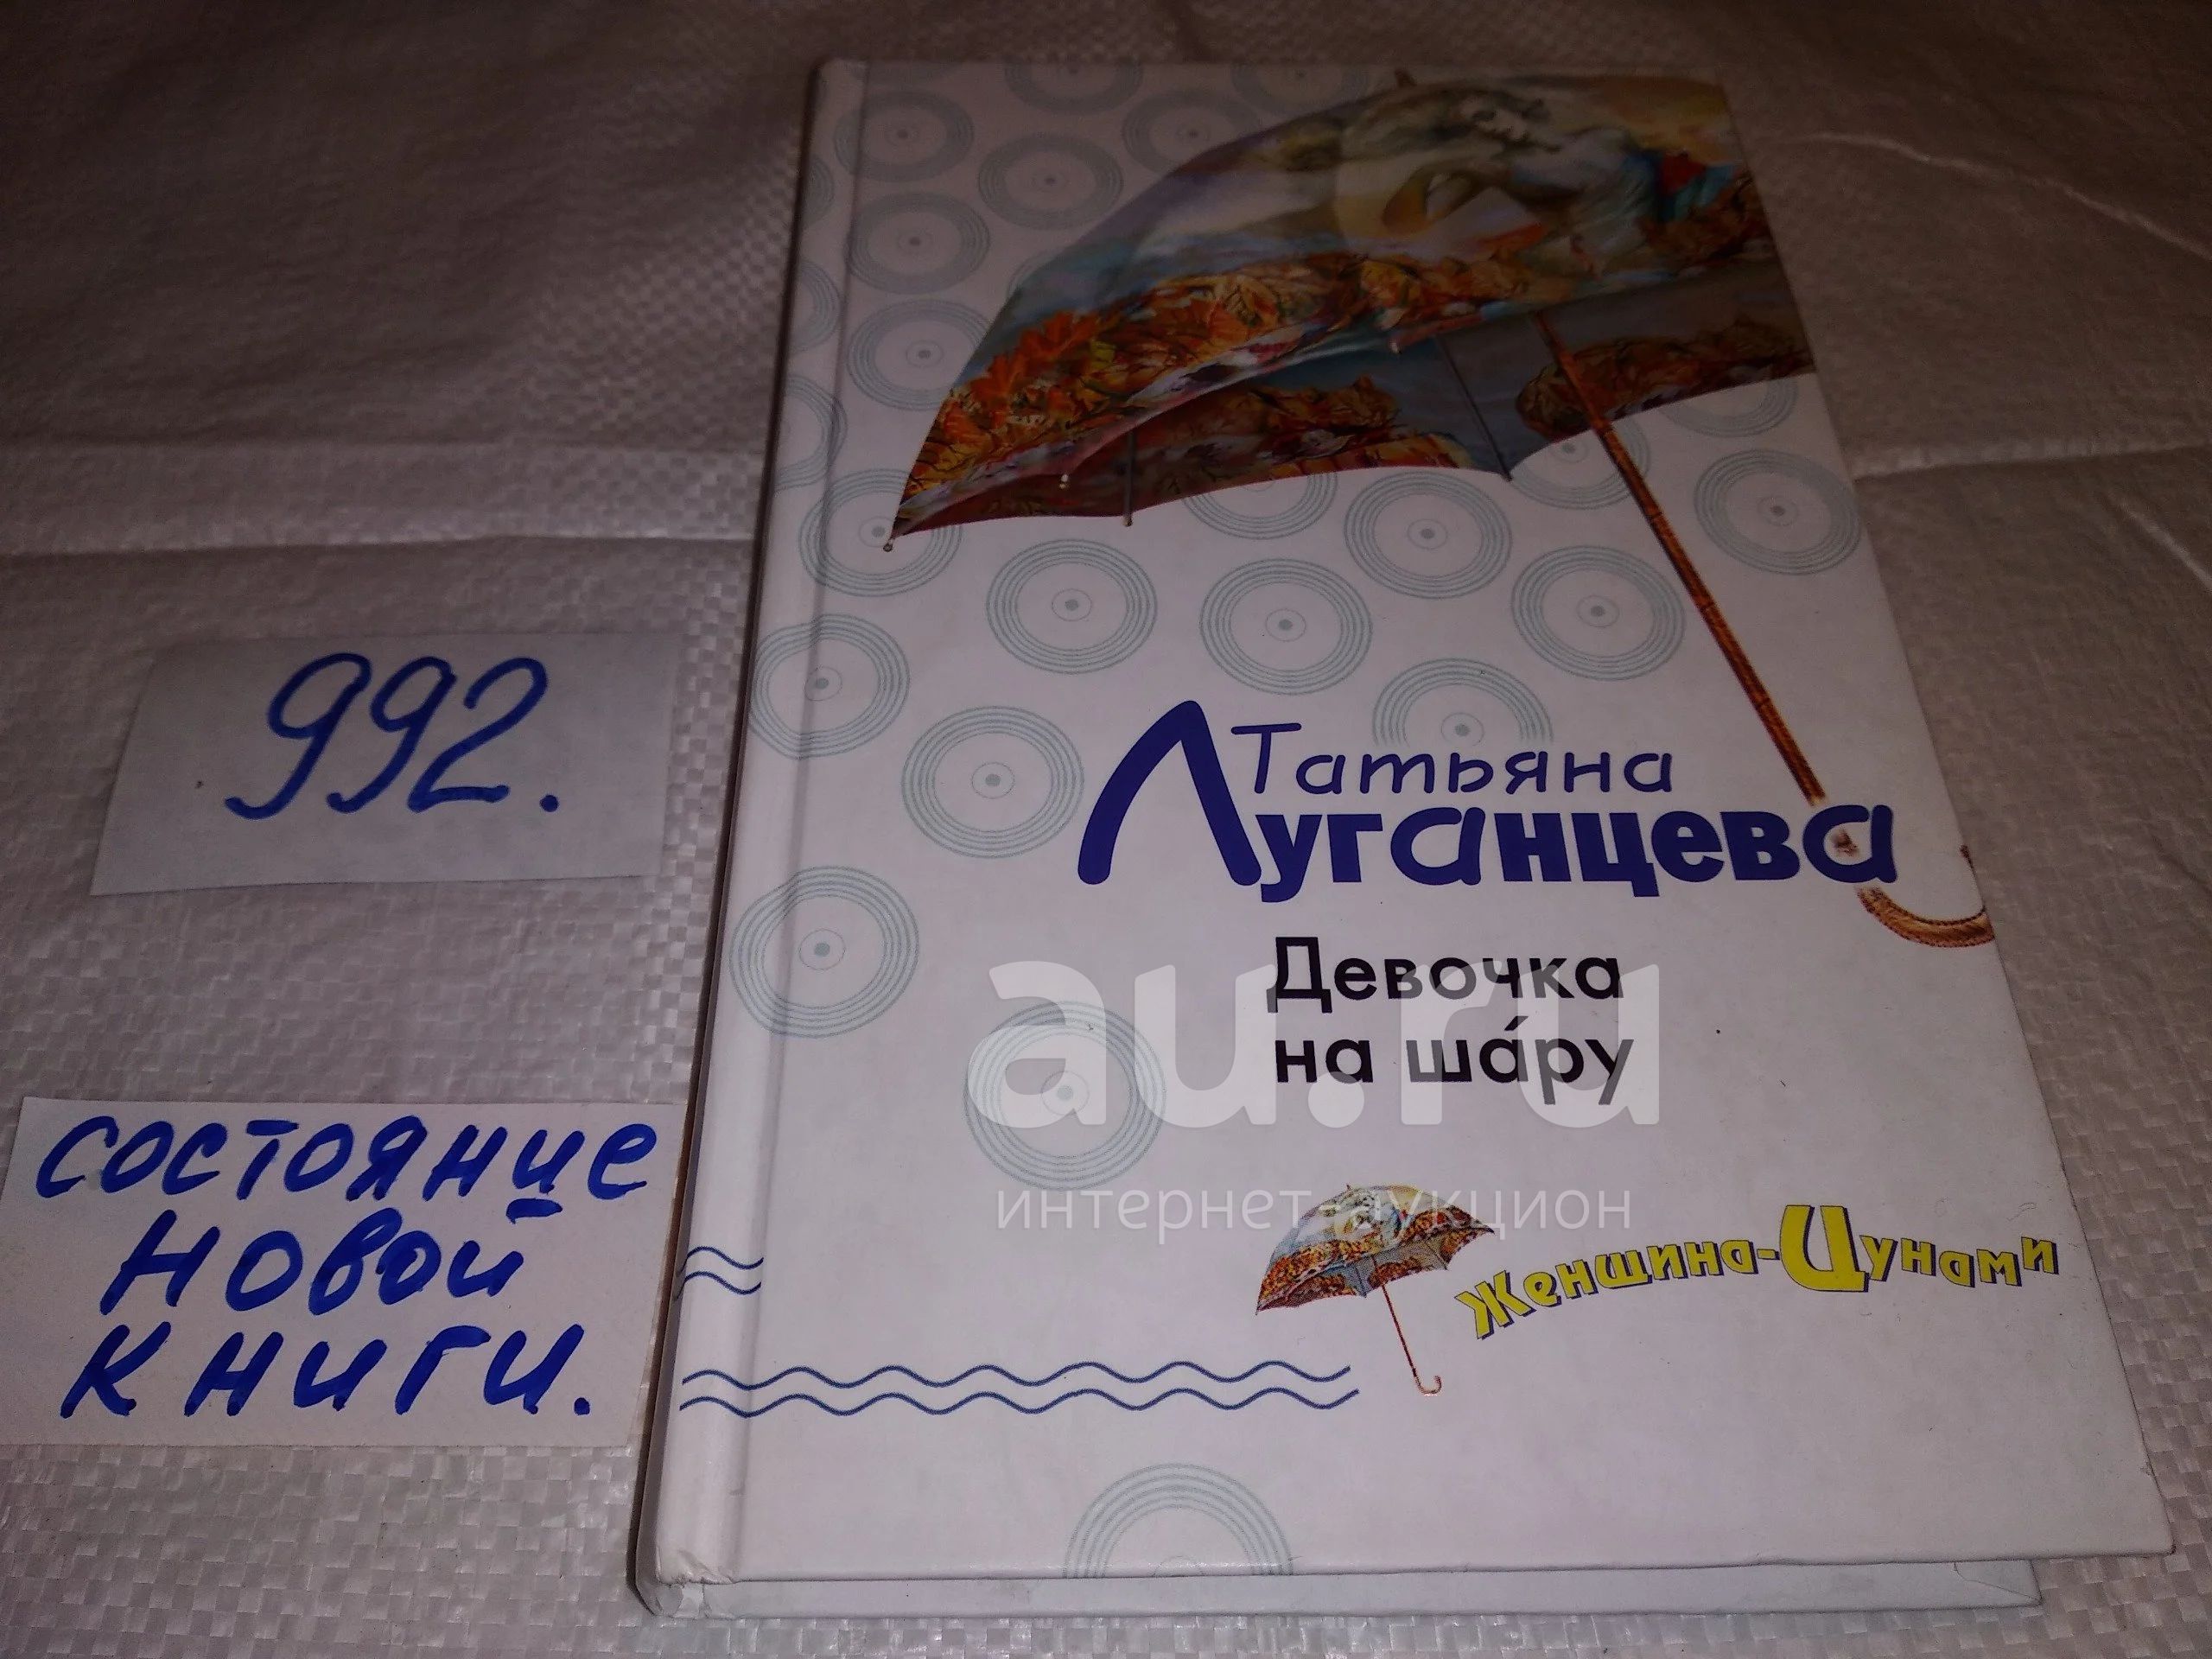 992.
состояние
новой
книги.
Татьяна
Луганцева
Девочка
на ша́ру
Женщина-Цунами
au.ru
интернет-аукцион